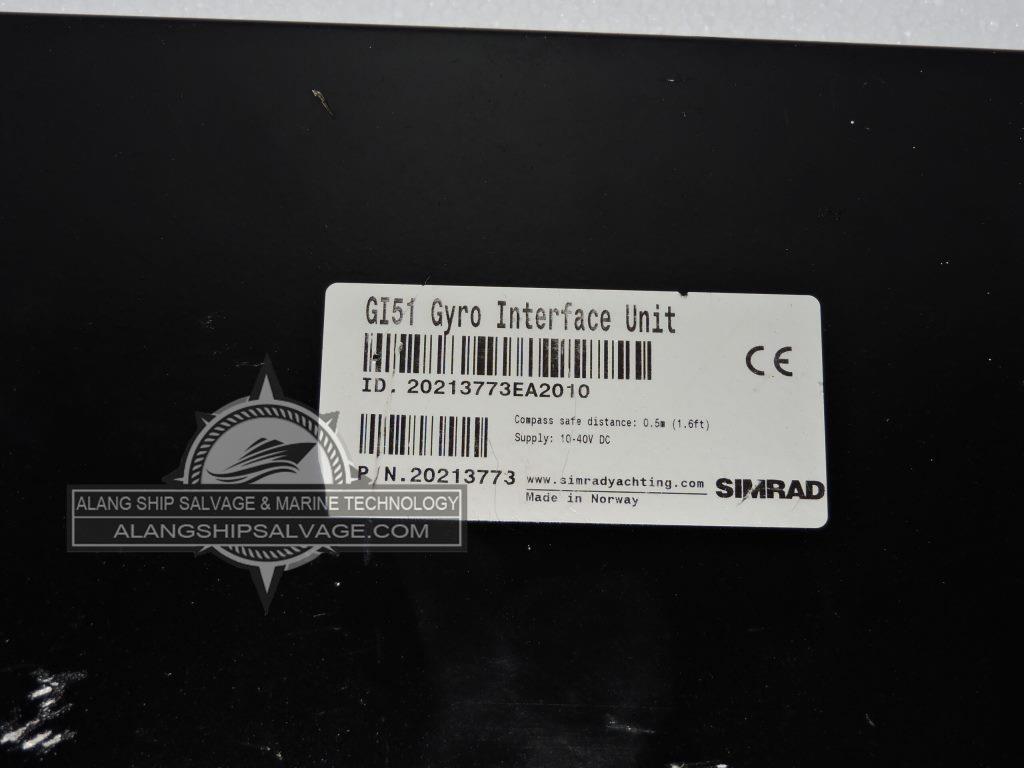 GI51 Gyro Interface Unit
CE
ID. 20213773EA2010
Compass safe distance: 0.5m (1.6ft)
Supply: 10-40V DC
P/N.20213773
www.simradyachting.com
Made in Norway
SIMRAD
ALANG SHIP SALVAGE & MARINE TECHNOLOGY
ALANGSHIPSALVAGE.COM